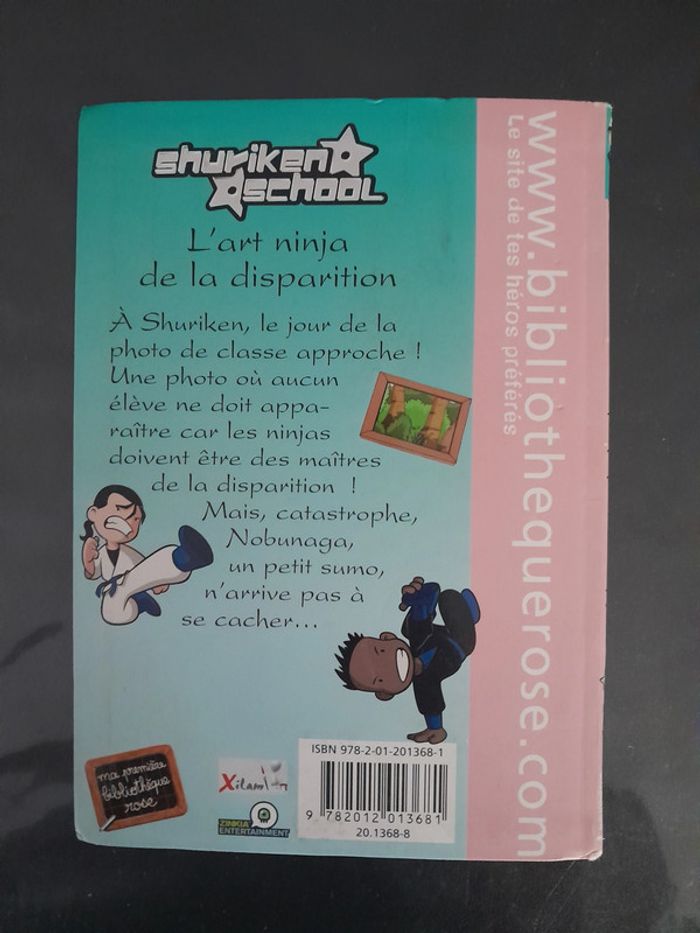 shuriken
school
L'art ninja
de la disparition
À Shuriken, le jour de la
photo de classe approche !
Une photo où aucun
élève ne doit appa-
raître car les ninjas
doivent être des maîtres
de la disparition !
Mais, catastrophe,
Nobunaga,
un petit sumo,
n'arrive pas à
se cacher...
ma première
bibliothèque
rose
Xilam
ZINKIA
ENTERTAINMENT
ISBN 978-2-01-201368-1
9 782012 013681
20.1368-8
www.bibliothequerose.com
Le site de tes héros préférés